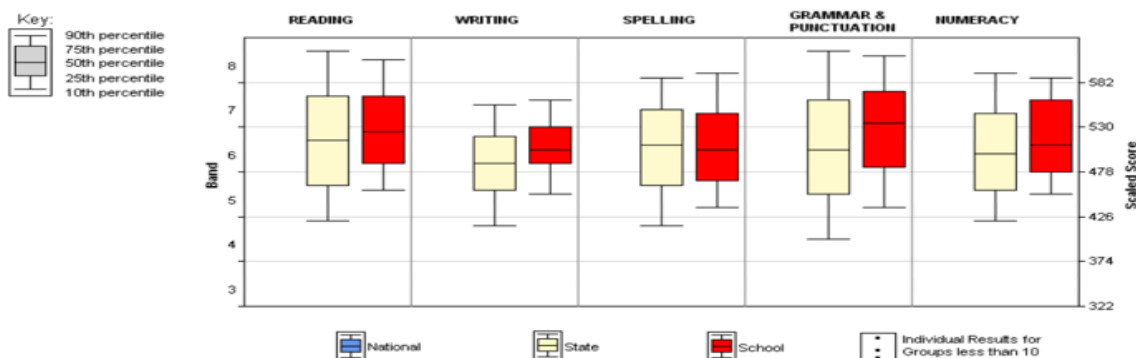 Key:
90th percentile
75th percentile
50th percentile
25th percentile
10th percentile
READING
WRITING
SPELLING
GRAMMAR &
PUNCTUATION
NUMERACY
Band
8
7
6
5
4
3
582
530
478
426
374
322
Scaled Score
National
State
School
Individual Results for
Groups less than 10